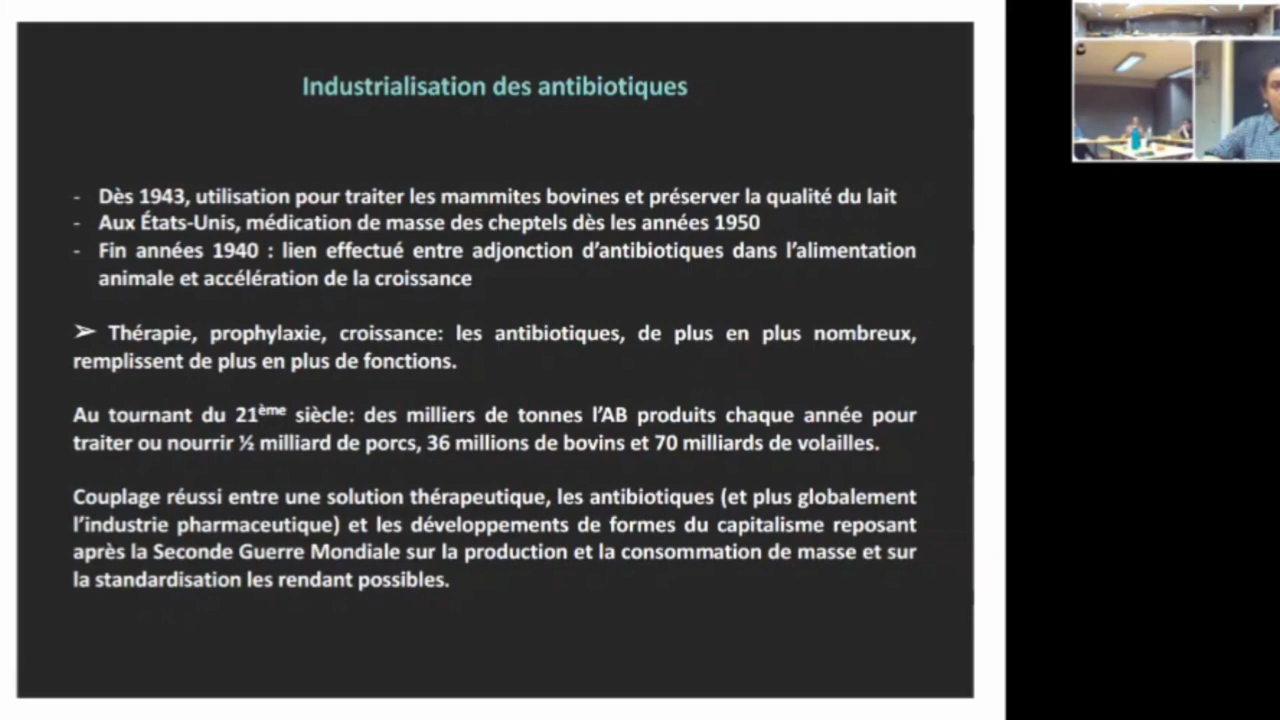 Industrialisation des antibiotiques
- Dès 1943, utilisation pour traiter les mammites bovines et préserver la qualité du lait
- Aux États-Unis, médication de masse des cheptels dès les années 1950
- Fin années 1940 : lien effectué entre adjonction d’antibiotiques dans l’alimentation
animale et accélération de la croissance
➢ Thérapie, prophylaxie, croissance: les antibiotiques, de plus en plus nombreux,
remplissent de plus en plus de fonctions.
Au tournant du 21ème siècle: des milliers de tonnes l’AB produits chaque année pour
traiter ou nourrir ½ milliard de porcs, 36 millions de bovins et 70 milliards de volailles.
Couplage réussi entre une solution thérapeutique, les antibiotiques (et plus globalement
l’industrie pharmaceutique) et les développements de formes du capitalisme reposant
après la Seconde Guerre Mondiale sur la production et la consommation de masse et sur
la standardisation les rendant possibles.